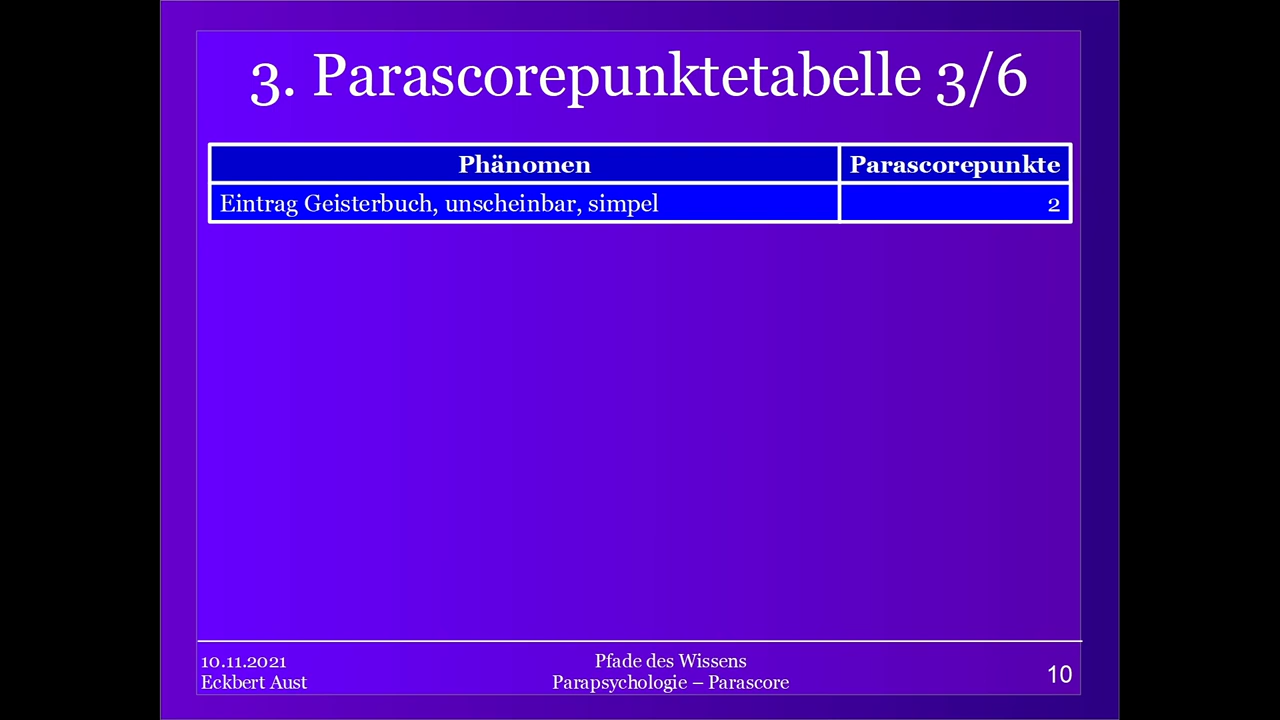 3. Parascorepunktetabelle 3/6
Phänomen Parascorepunkte
Eintrag Geisterbuch, unscheinbar, simpel 2
10.11.2021
Eckbert Aust
Pfade des Wissens
Parapsychologie – Parascore
10